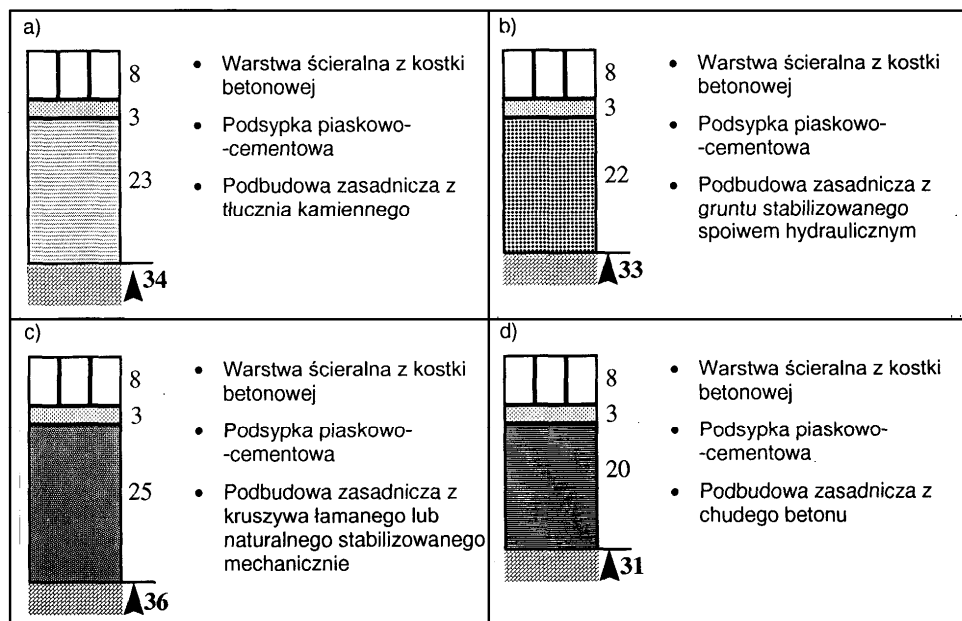 a)
8
3
23
34
• Warstwa ścieralna z kostki
betonowej
• Podsypka piaskowo-
-cementowa
• Podbudowa zasadnicza z
tłucznia kamiennego
b)
8
3
22
33
• Warstwa ścieralna z kostki
betonowej
• Podsypka piaskowo-
-cementowa
• Podbudowa zasadnicza z
gruntu stabilizowanego
spoiwem hydraulicznym
c)
8
3
25
36
• Warstwa ścieralna z kostki
betonowej
• Podsypka piaskowo-
-cementowa
• Podbudowa zasadnicza z
kruszywa łamanego lub
naturalnego stabilizowanego
mechanicznie
d)
8
3
20
31
• Warstwa ścieralna z kostki
betonowej
• Podsypka piaskowo-
-cementowa
• Podbudowa zasadnicza z
chudego betonu